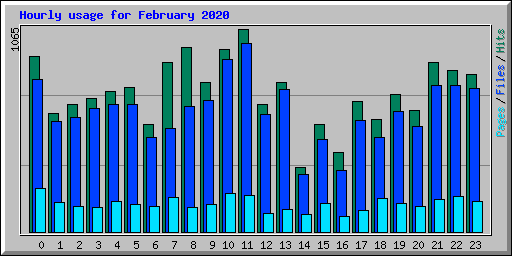 Hourly usage for February 2020
1065
Pages/Files/Hits
0 1 2 3 4 5 6 7 8 9 10 11 12 13 14 15 16 17 18 19 20 21 22 23